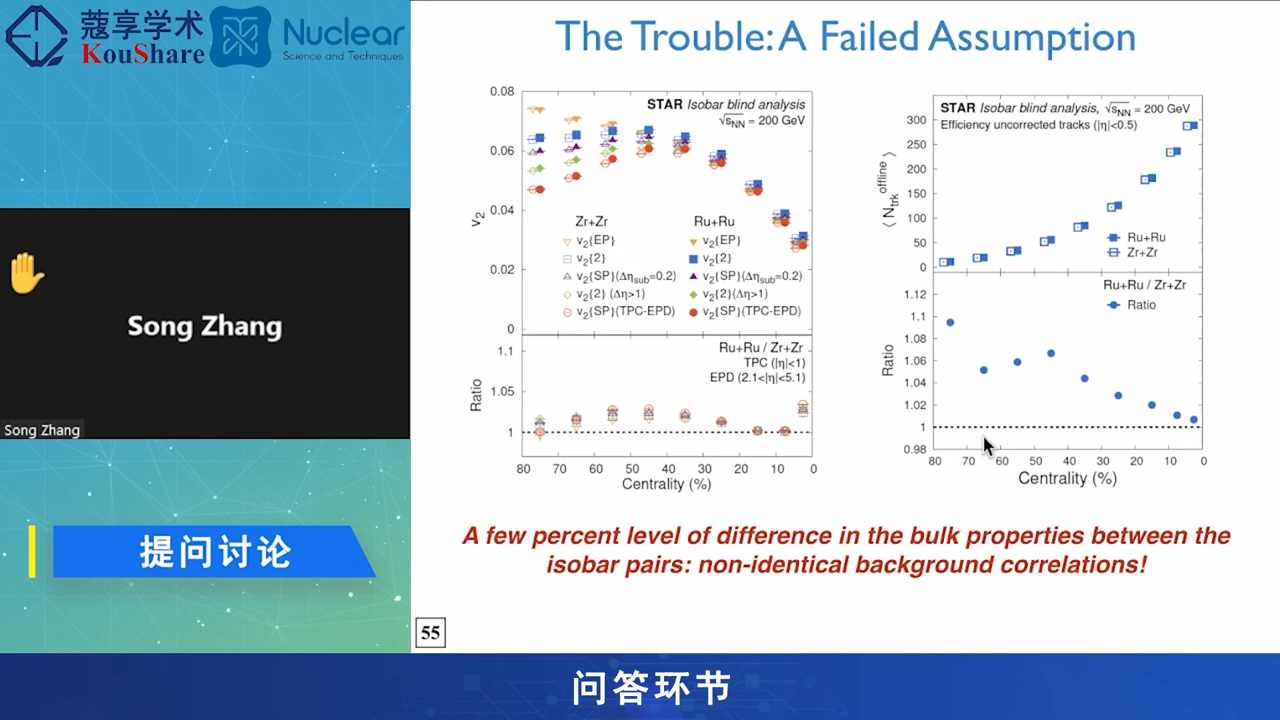 蔻享学术
KouShare
Nuclear
Science and Techniques
Song Zhang
Song Zhang
提问讨论
The Trouble: A Failed Assumption
STAR Isobar blind analysis
√sNN = 200 GeV
v2
0.08
0.06
0.04
0.02
0
Zr+Zr
Ru+Ru
v2{EP}
v2{EP}
v2{2}
v2{2}
v2{SP}(Δηsub=0.2)
v2{SP}(Δηsub=0.2)
v2{2} (Δη>1)
v2{2}(Δη>1)
v2{SP}(TPC-EPD)
v2{SP}(TPC-EPD)
Ratio
1.1
1.05
1
Ru+Ru / Zr+Zr
TPC (|η|<1)
EPD (2.1<|η|<5.1)
80 70 60 50 40 30 20 10 0
Centrality (%)
STAR Isobar blind analysis, √sNN = 200 GeV
Efficiency uncorrected tracks (|η|<0.5)
⟨ Ntrk offline ⟩
300
250
200
150
100
50
0
Ru+Ru
Zr+Zr
Ratio
1.12
1.1
1.08
1.06
1.04
1.02
1
0.98
Ru+Ru / Zr+Zr
Ratio
80 70 60 50 40 30 20 10 0
Centrality (%)
A few percent level of difference in the bulk properties between the
isobar pairs: non-identical background correlations!
55
问答环节